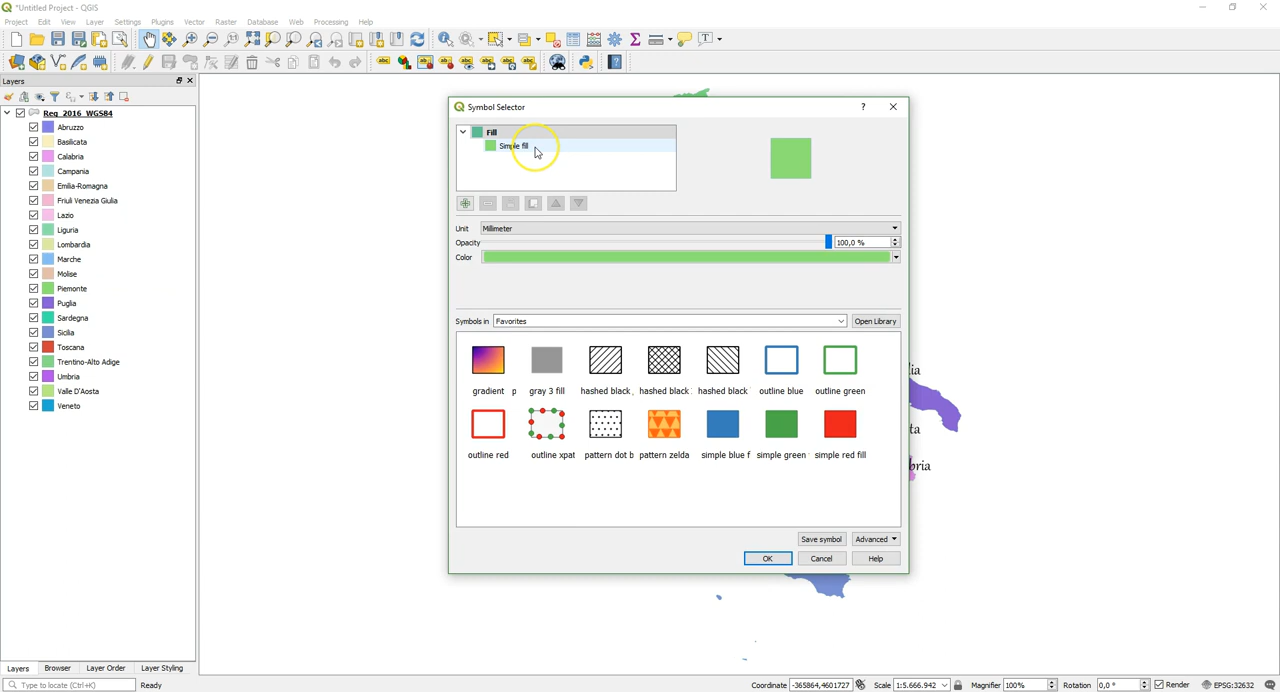 *Untitled Project - QGIS
Project Edit View Layer Settings Plugins Vector Raster Database Web Processing Help
Layers
Reg_2016_WGS84
Abruzzo
Basilicata
Calabria
Campania
Emilia-Romagna
Friuli Venezia Giulia
Lazio
Liguria
Lombardia
Marche
Molise
Piemonte
Puglia
Sardegna
Sicilia
Toscana
Trentino-Alto Adige
Umbria
Valle D'Aosta
Veneto
Symbol Selector
Fill
Simple fill
Unit Millimeter
Opacity 100,0 %
Color
Symbols in Favorites Open Library
gradient p gray 3 fill hashed black hashed black hashed black outline blue outline green
outline red outline xpat pattern dot b pattern zelda simple blue f simple green simple red fill
Save symbol Advanced
OK Cancel Help
lia
ta
bria
Layers Browser Layer Order Layer Styling
Type to locate (Ctrl+K) Ready Coordinate -365864,4601727 Scale 1:5.666.942 Magnifier 100% Rotation 0,0 ° Render EPSG:32632